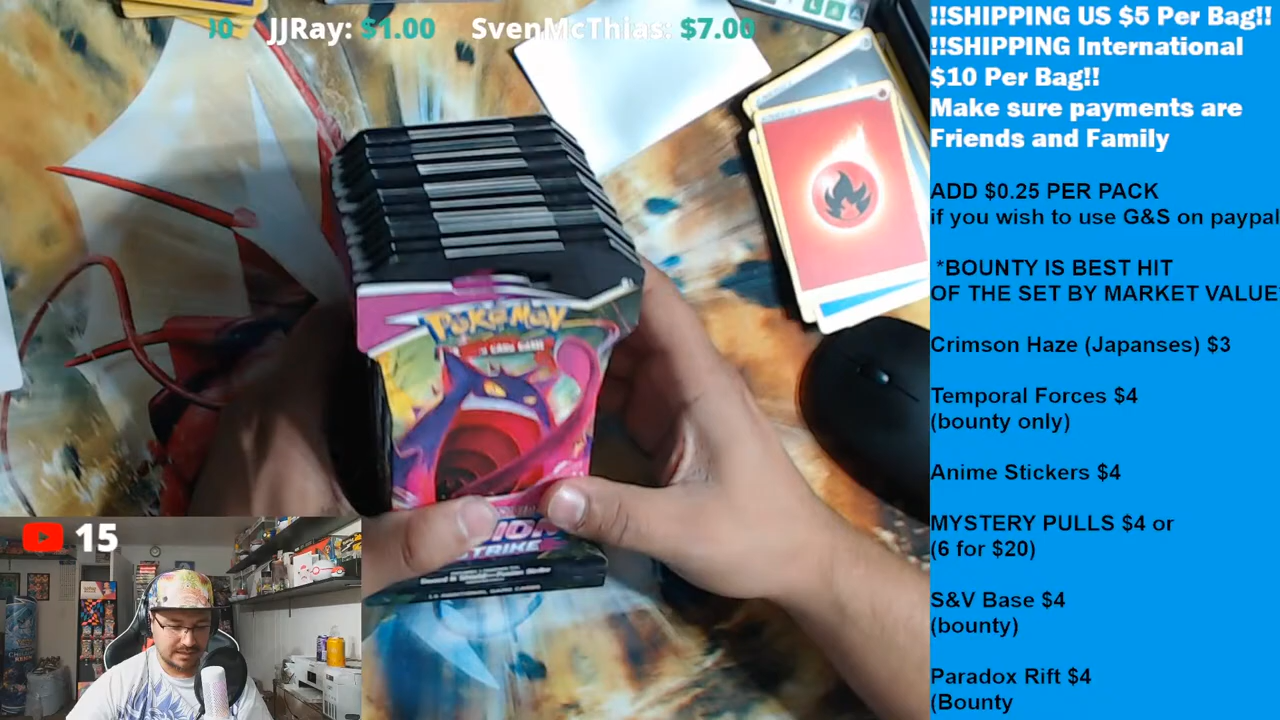 JJRay: $1.00 SvenMcThias: $7.00
!!SHIPPING US $5 Per Bag!!
!!SHIPPING International
$10 Per Bag!!
Make sure payments are
Friends and Family
ADD $0.25 PER PACK
if you wish to use G&S on paypal
*BOUNTY IS BEST HIT
OF THE SET BY MARKET VALUE
Crimson Haze (Japanses) $3
Temporal Forces $4
(bounty only)
Anime Stickers $4
MYSTERY PULLS $4 or
(6 for $20)
S&V Base $4
(bounty)
Paradox Rift $4
(Bounty
POKéMON
STRIKE
15